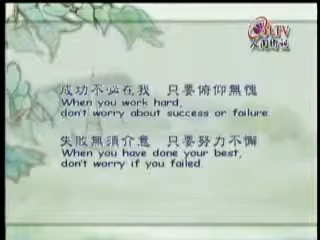 成功不必在我 只要俯仰無愧
When you work hard,
don't worry about success or failure.
失敗無須介意 只要努力不懈
When you have done your best,
don't worry if you failed.